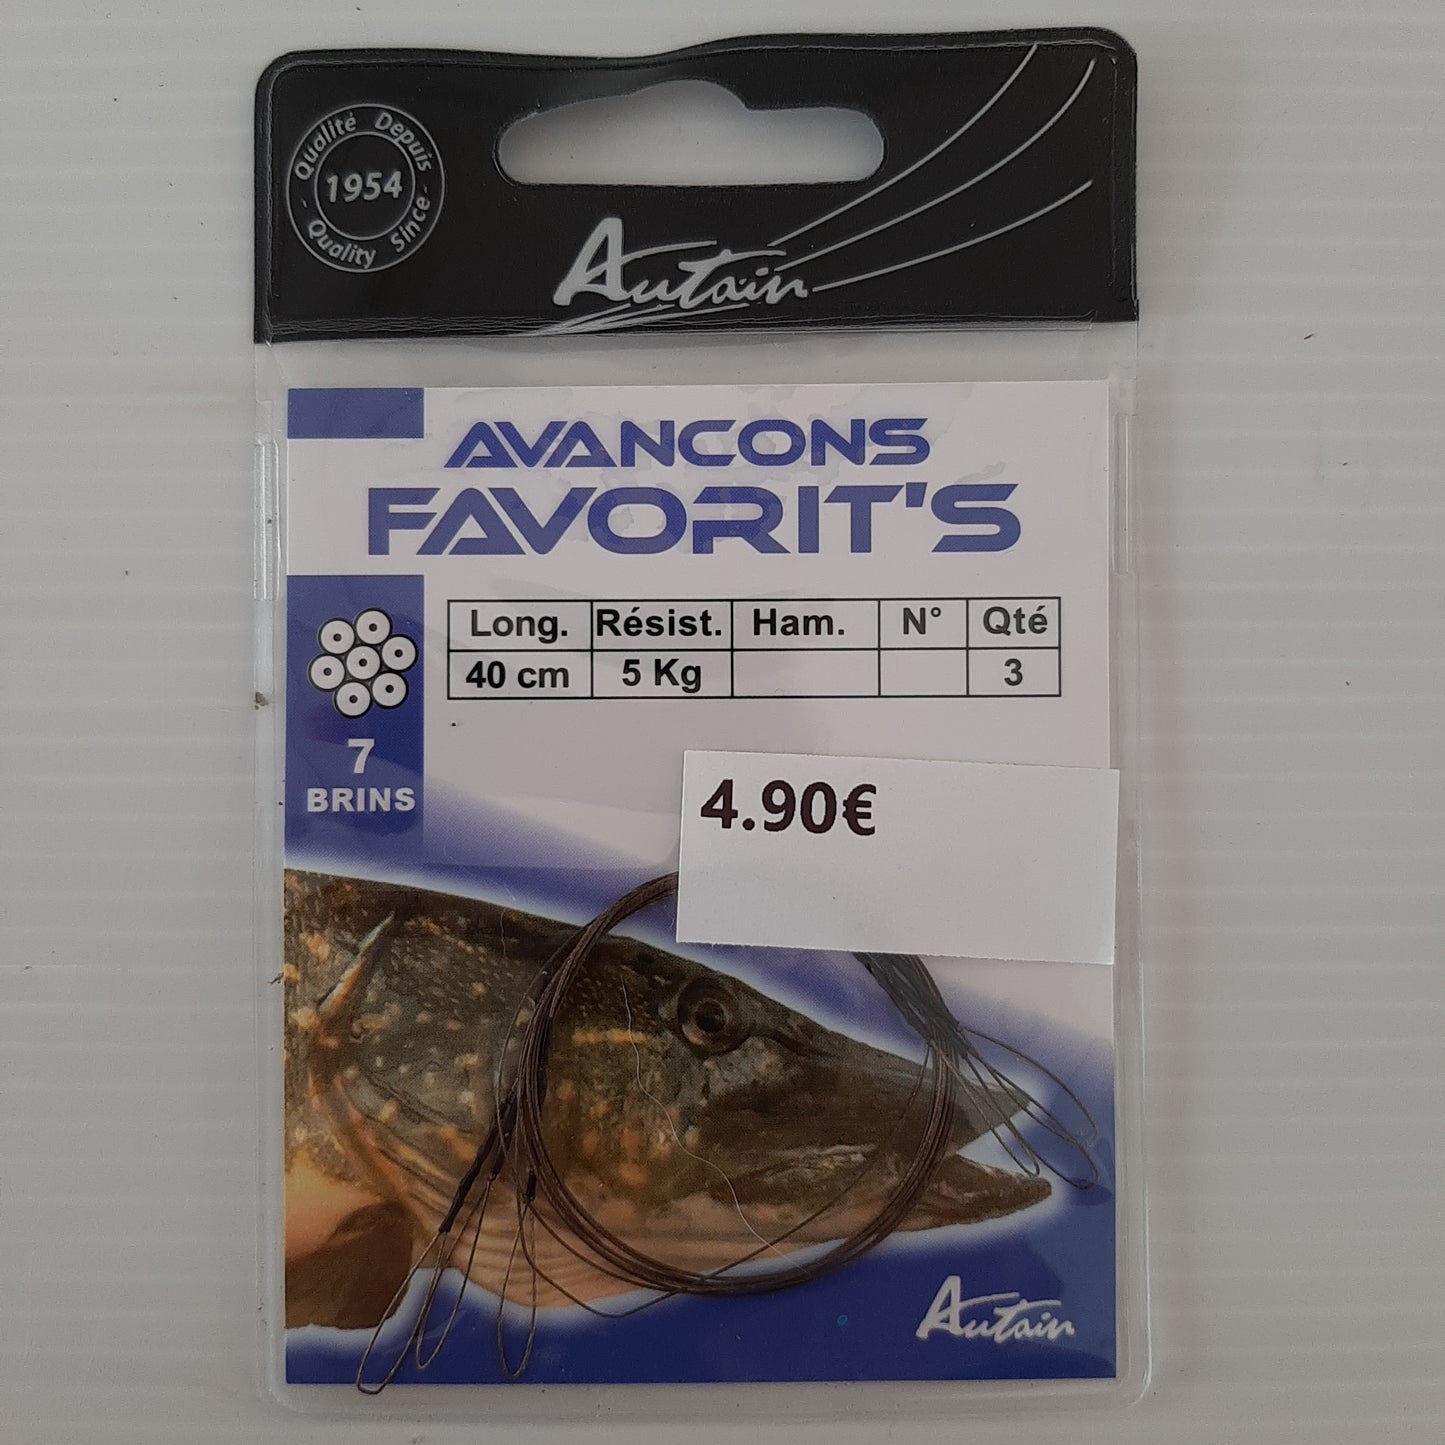 Qualité Depuis
1954
Quality Since
Autain
AVANCONS
FAVORIT'S
Long. Résist. Ham. N° Qté
40 cm 5 Kg 3
7
BRINS
4.90€
Autain